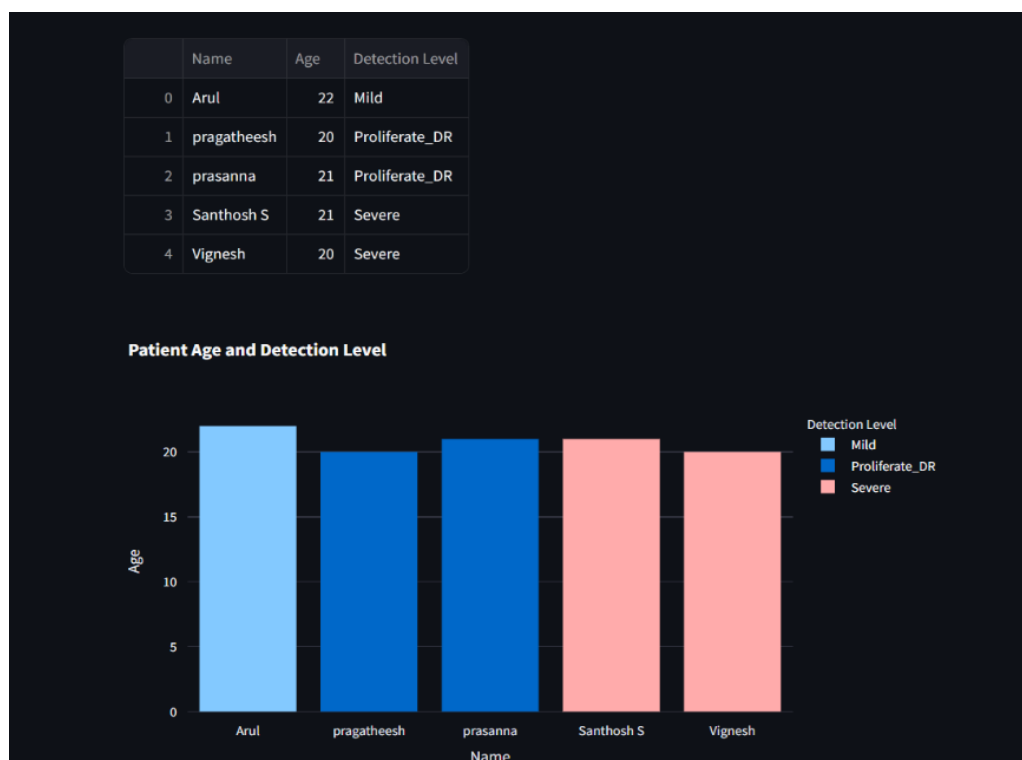 Name Age Detection Level
0 Arul 22 Mild
1 pragatheesh 20 Proliferate_DR
2 prasanna 21 Proliferate_DR
3 Santhosh S 21 Severe
4 Vignesh 20 Severe
Patient Age and Detection Level
Detection Level
Mild
Proliferate_DR
Severe
20
15
10
5
0
Age
Arul pragatheesh prasanna Santhosh S Vignesh
Name